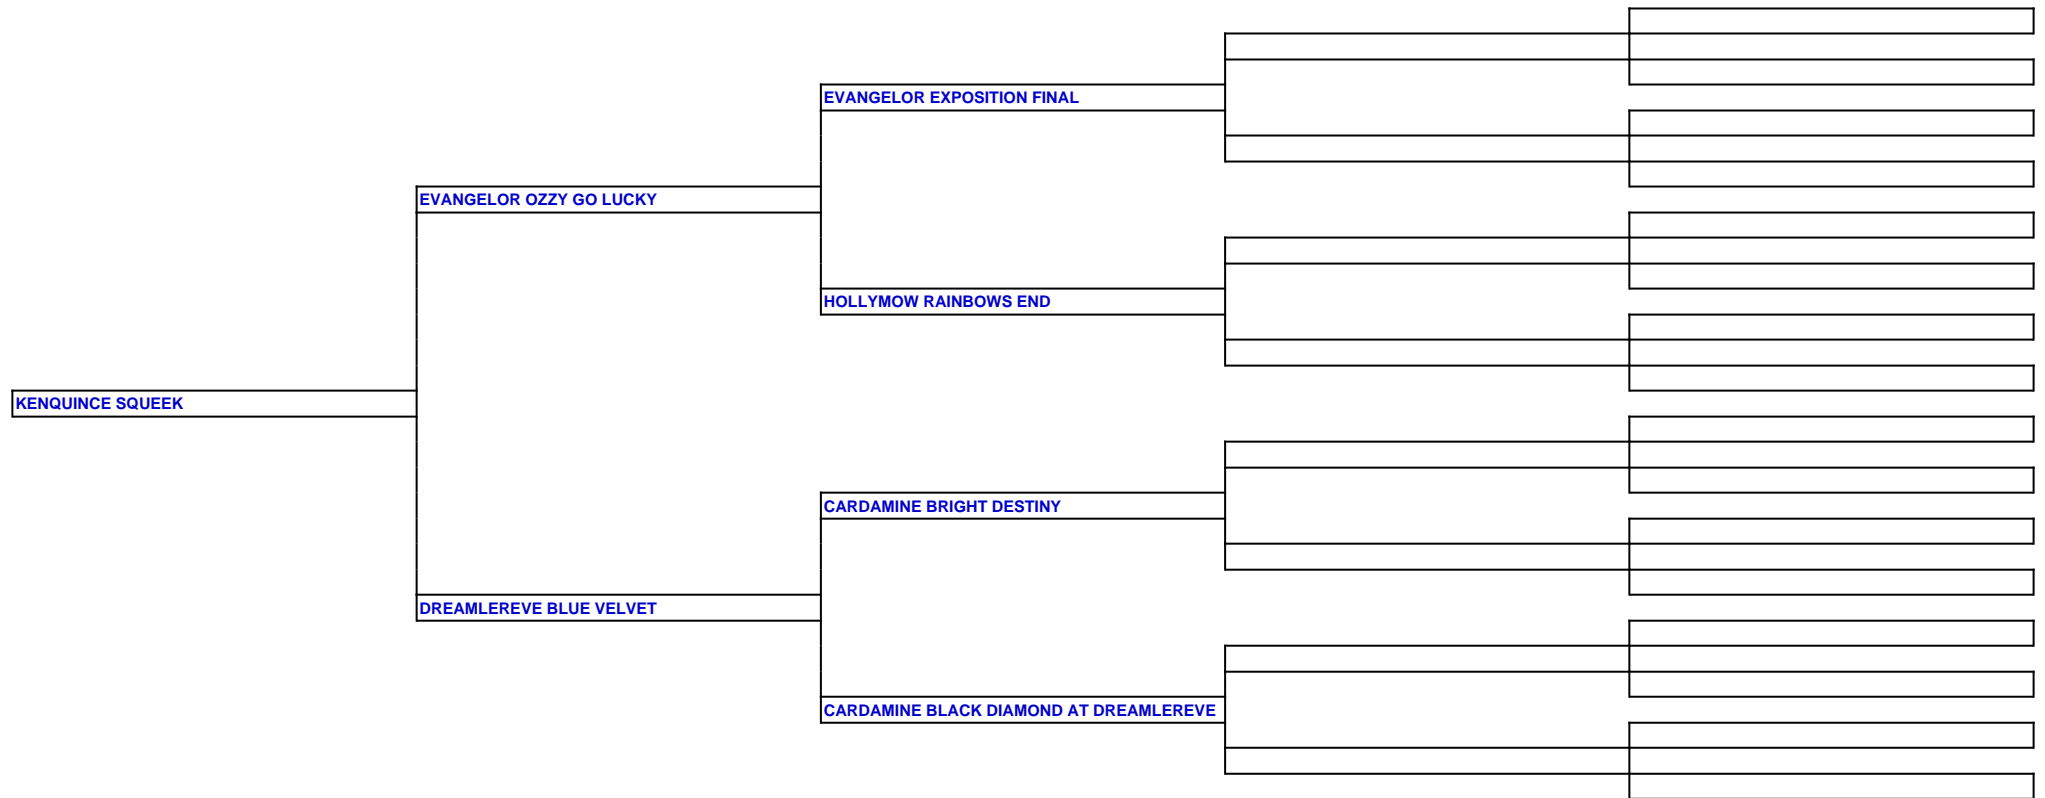 EVANGELOR EXPOSITION FINAL
EVANGELOR OZZY GO LUCKY
HOLLYMOW RAINBOWS END
KENQUINCE SQUEEK
CARDAMINE BRIGHT DESTINY
DREAMLEREVE BLUE VELVET
CARDAMINE BLACK DIAMOND AT DREAMLEREVE